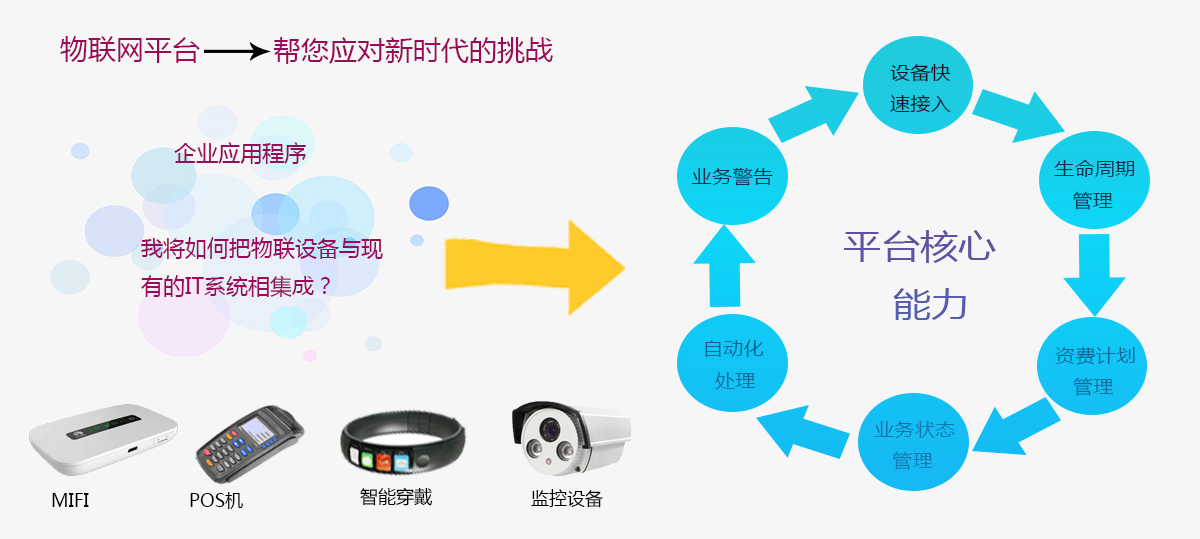 物联网平台 帮您应对新时代的挑战
企业应用程序
我将如何把物联设备与现
有的IT系统相集成？
MIFI
POS机
智能穿戴
监控设备
平台核心
能力
设备快
速接入
生命周期
管理
资费计划
管理
业务状态
管理
自动化
处理
业务警告